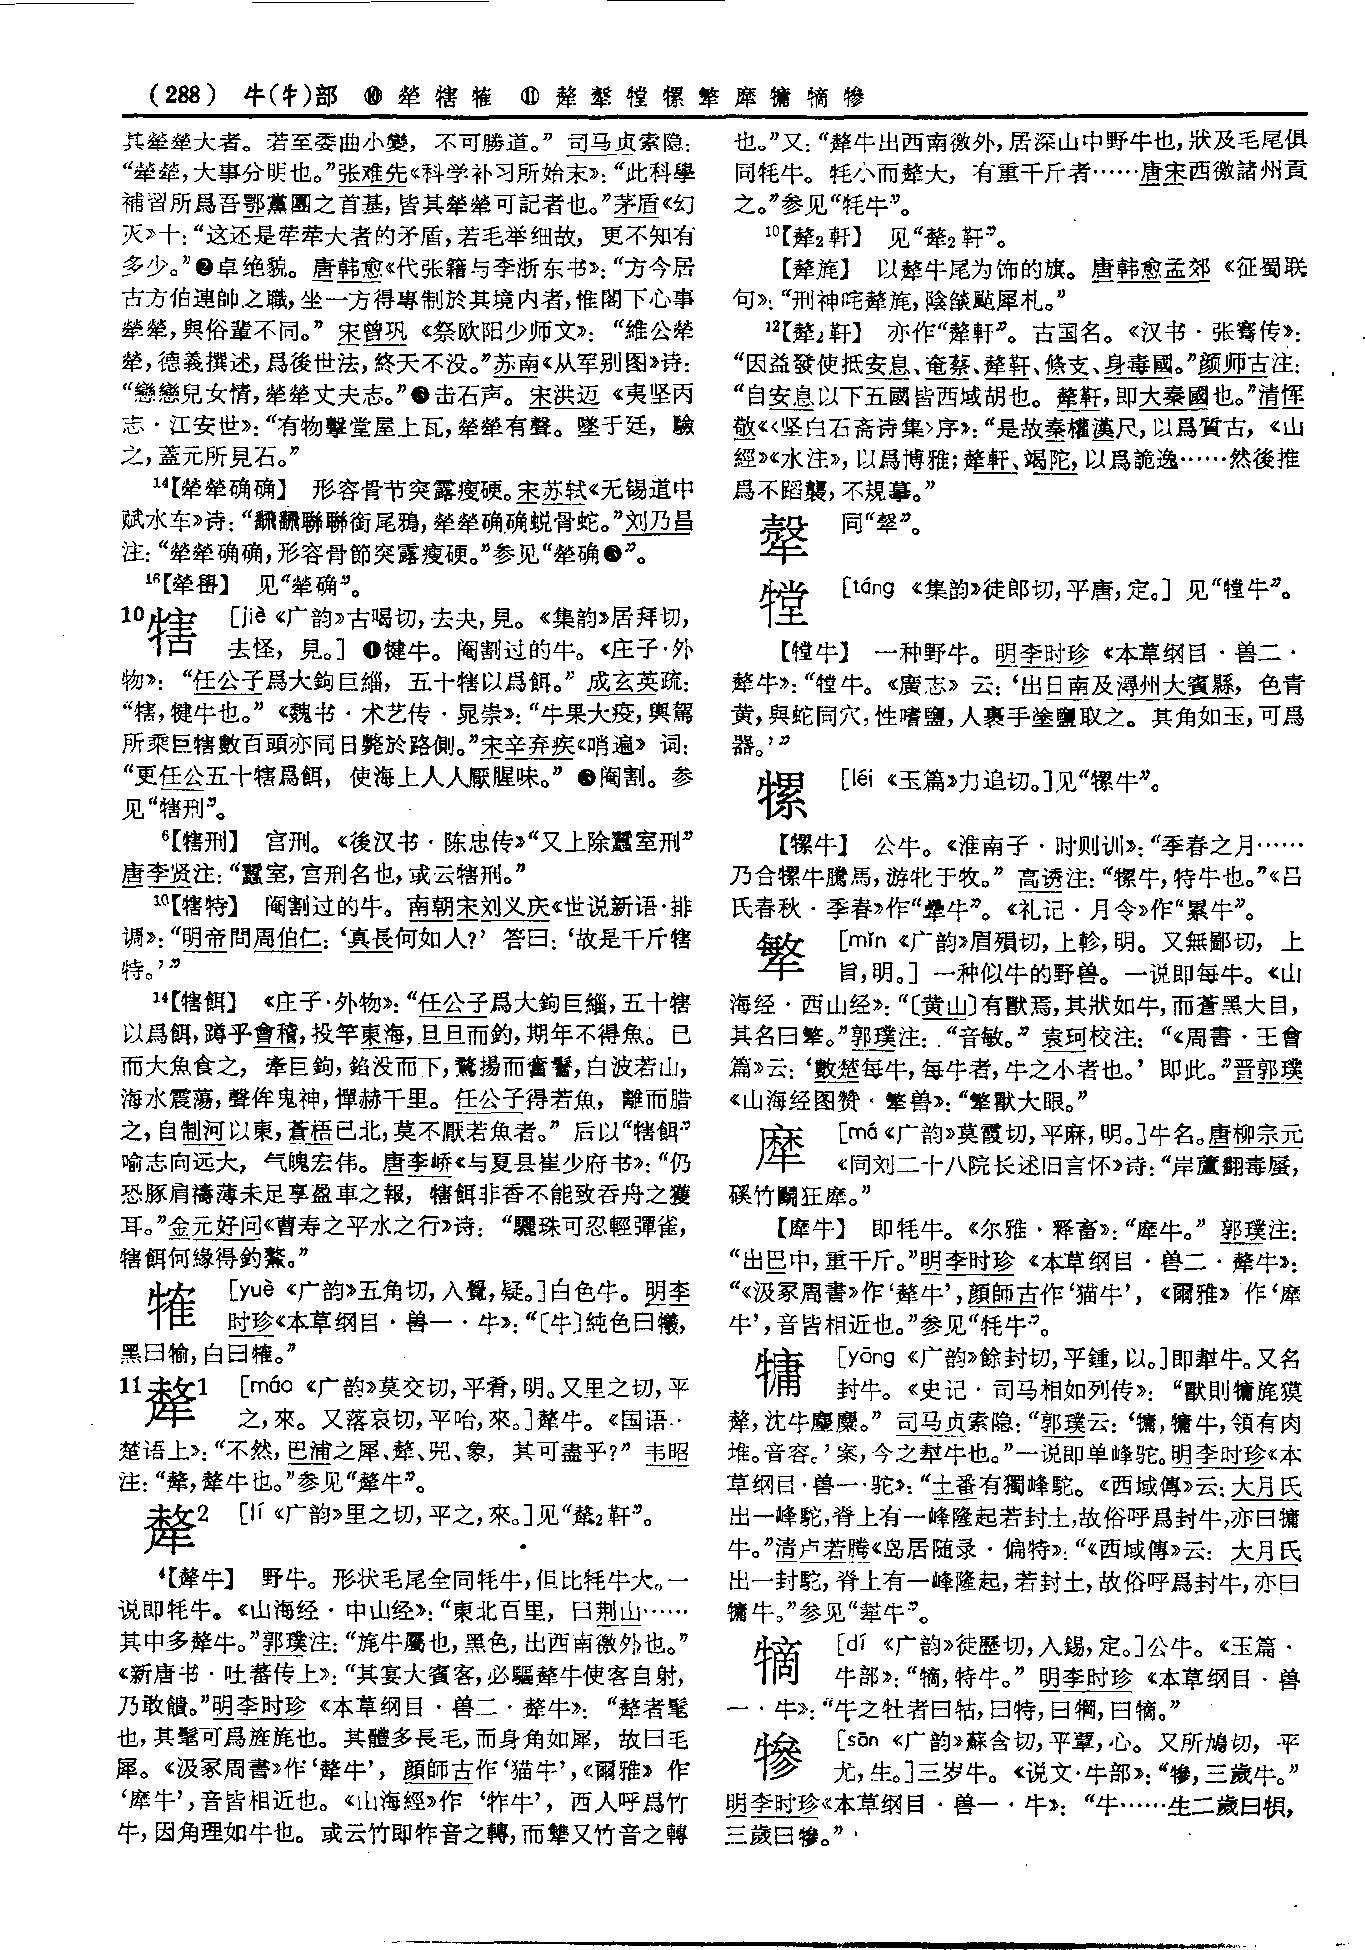 (288) 牛(牜)部 ❿犖犗㹊 ⓫犛㹈㼒㹎䋣犘㹙㹍㺑
其犖犖大者。若至委曲小變，不可勝道。”司马贞索隐：
“犖犖，大事分明也。”张难先《科学补习所始末》：“此科學
補習所爲吾鄂黨團之首基，皆其犖犖可記者也。”茅盾《幻
灭》十：“这还是荦荦大者的矛盾，若毛举细故，更不知有
多少。”❷卓绝貌。唐韩愈《代张籍与李浙东书》：“方今居
古方伯連帥之職，坐一方得專制於其境内者，惟閣下心事
犖犖，與俗輩不同。”宋曾巩《祭欧阳少师文》：“維公犖
犖，德義撰述，爲後世法，終天不没。”苏南《从军别图》诗：
“戀戀兒女情，犖犖丈夫志。”❸击石声。宋洪迈《夷坚丙
志·江安世》：“有物擊堂屋上瓦，犖犖有聲。墜于廷，驗
之，蓋元所見石。”
14【犖犖确确】 形容骨节突露瘦硬。宋苏轼《无锡道中
赋水车》诗：“翻翻聯聯銜尾鴉，犖犖确确蜕骨蛇。”刘乃昌
注：“犖犖确确，形容骨節突露瘦硬。”参见“犖确❸”。
16【犖嶨】 见“犖确”。
10犗 [jiè《广韵》古喝切，去夬，見。《集韵》居拜切，
去怪，見。] ❶犍牛。阉割过的牛。《庄子·外
物》：“任公子爲大鉤巨緇，五十犗以爲餌。”成玄英疏：
“犗，犍牛也。”《魏书·术艺传·晁崇》：“牛果大疫，輿駕
所乘巨犗數百頭亦同日斃於路側。”宋辛弃疾《哨遍》词：
“更任公五十犗爲餌，使海上人人厭腥味。”❷阉割。参
见“犗刑”。
6【犗刑】 宫刑。《後汉书·陈忠传》“又上除蠶室刑”
唐李贤注：“蠶室，宫刑名也，或云犗刑。”
10【犗特】 阉割过的牛。南朝宋刘义庆《世说新语·排
调》：“明帝問周伯仁：‘真長何如人？’答曰：‘故是千斤犗
特。’”
14【犗餌】 《庄子·外物》：“任公子爲大鉤巨緇，五十犗
以爲餌，蹲乎會稽，投竿東海，旦旦而釣，期年不得魚。已
而大魚食之，牽巨鉤，錎没而下，騖揚而奮鬐，白波若山，
海水震蕩，聲侔鬼神，憚赫千里。任公子得若魚，離而腊
之，自制河以東，蒼梧已北，莫不厭若魚者。”后以“犗餌”
喻志向远大，气魄宏伟。唐李峤《与夏县崔少府书》：“仍
恐豚肩禱薄未足享盈車之報，犗餌非香不能致吞舟之獲
耳。”金元好问《曹寿之平水之行》诗：“驪珠可忍輕彈雀，
犗餌何緣得釣鰲。”
㹊 [yuè《广韵》五角切，入覺，疑。]白色牛。明李
时珍《本草纲目·兽一·牛》：“〔牛〕純色曰犧，
黑曰㸬，白曰㹊。”
11犛1 [máo《广韵》莫交切，平肴，明。又里之切，平
之，來。又落哀切，平咍，來。]犛牛。《国语·
楚语上》：“不然，巴浦之犀、犛、兕、象，其可盡乎？”韦昭
注：“犛，犛牛也。”参见“犛牛”。
犛2 [lí《广韵》里之切，平之，來。]见“犛2軒”。
4【犛牛】 野牛。形状毛尾全同牦牛，但比牦牛大。一
说即牦牛。《山海经·中山经》：“東北百里，曰荆山……
其中多犛牛。”郭璞注：“旄牛屬也，黑色，出西南徼外也。”
《新唐书·吐蕃传上》：“其宴大賓客，必驅犛牛使客自射，
乃敢饋。”明李时珍《本草纲目·兽二·犛牛》：“犛者髦
也，其髦可爲旌旄也。其體多長毛，而身角如犀，故曰毛
犀。《汲冢周書》作‘犛牛’，顔師古作‘猫牛’，《爾雅》作
‘犘牛’，音皆相近也。《山海經》作‘㸲牛’，西人呼爲竹
牛，因角理如竹也。或云竹即㸲音之轉，而犛又竹音之轉
也。”又：“犛牛出西南徼外，居深山中野牛也，狀及毛尾俱
同牦牛。牦小而犛大，有重千斤者……唐宋西徼諸州貢
之。”参见“牦牛”。
10【犛2軒】 见“犛2靬”。
【犛旄】 以犛牛尾为饰的旗。唐韩愈孟郊《征蜀联
句》：“刑神咤犛旄，陰燄颭犀札。”
12【犛2靬】 亦作“犛軒”。古国名。《汉书·张骞传》：
“因益發使抵安息、奄蔡、犛靬、條支、身毒國。”颜师古注：
“自安息以下五國皆西域胡也。犛靬，即大秦國也。”清恽
敬《〈坚白石斋诗集〉序》：“是故秦權漢尺，以爲質古，《山
經》《水注》，以爲博雅；犛軒、竭陀，以爲詭逸……然後推
爲不蹈襲，不規摹。”
同“犎”。
[táng《集韵》徒郎切，平唐，定。] 见“㼒牛”。
【㼒牛】 一种野牛。明李时珍《本草纲目·兽二·
犛牛》：“㼒牛。《廣志》云：‘出日南及潯州大賓縣，色青
黄，與蛇同穴，性嗜鹽，人裹手塗鹽取之。其角如玉，可爲
器。’”
㹎 [léi《玉篇》力追切。]见“㹎牛”。
【㹎牛】 公牛。《淮南子·时则训》：“季春之月……
乃合㹎牛騰馬，游牝于牧。”高诱注：“㹎牛，特牛也。”《吕
氏春秋·季春》作“犫牛”。《礼记·月令》作“累牛”。
[mǐn《广韵》眉殞切，上軫，明。又無鄙切，上
旨，明。] 一种似牛的野兽。一说即每牛。《山
海经·西山经》：“〔黄山〕有獸焉，其狀如牛，而蒼黑大目，
其名曰䋣。”郭璞注：“音敏。”袁珂校注：“《周書·王會
篇》云：‘數楚每牛，每牛者，牛之小者也。’即此。”晋郭璞
《山海经图赞·䋣兽》：“䋣獸大眼。”
犘 [má《广韵》莫霞切，平麻，明。]牛名。唐柳宗元
《同刘二十八院长述旧言怀》诗：“岸蘆翻毒蜃，
磎竹鬭狂犘。”
【犘牛】 即牦牛。《尔雅·释畜》：“犘牛。”郭璞注：
“出巴中，重千斤。”明李时珍《本草纲目·兽二·犛牛》：
“《汲冢周書》作‘犛牛’，顔師古作‘猫牛’，《爾雅》作‘犘
牛’，音皆相近也。”参见“牦牛”。
㹙 [yōng《广韵》餘封切，平鍾，以。]即犎牛。又名
封牛。《史记·司马相如列传》：“獸則㹙旄獏
犛，沈牛麈麋。”司马贞索隐：“郭璞云：‘㹙，㹙牛，領有肉
堆。音容。’案，今之犎牛也。”一说即单峰驼。明李时珍《本
草纲目·兽一·驼》：“土番有獨峰駝。《西域傳》云：大月氏
出一峰駝，脊上有一峰隆起若封土，故俗呼爲封牛，亦曰㹙
牛。”清卢若腾《岛居随录·偏特》：“《西域傳》云：大月氏
出一封駝，脊上有一峰隆起，若封土，故俗呼爲封牛，亦曰
㹙牛。”参见“犎牛”。
㹍 [dí《广韵》徒歷切，入錫，定。]公牛。《玉篇·
牛部》：“㹍，特牛。”明李时珍《本草纲目·兽
一·牛》：“牛之牡者曰牯，曰特，曰犅，曰㹍。”
[sān《广韵》蘇含切，平覃，心。又所鳩切，平
尤，生。]三岁牛。《说文·牛部》：“犙，三歲牛。”
明李时珍《本草纲目·兽一·牛》：“牛……生二歲曰㸽，
三歲曰犙。”